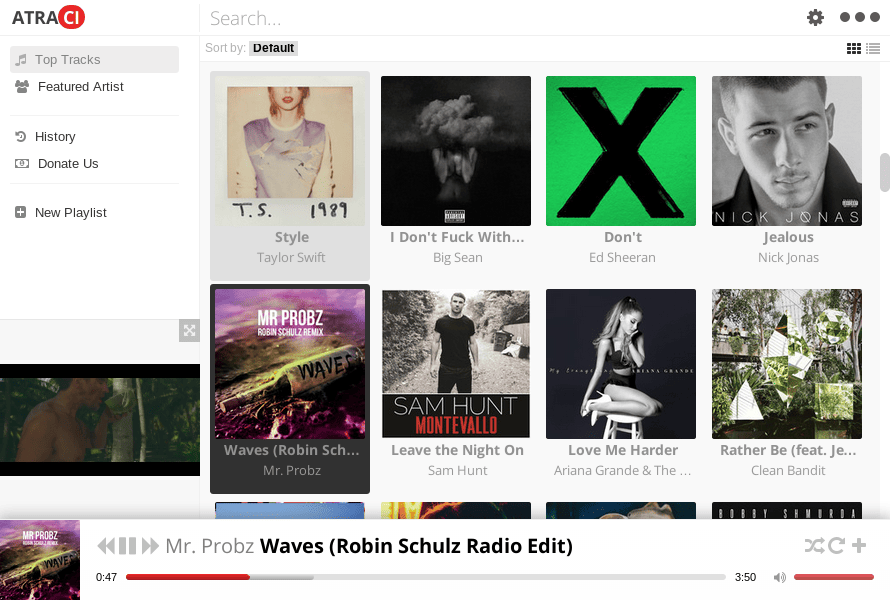 ATRACI
Search...
Top Tracks
Featured Artist
History
Donate Us
New Playlist
Sort by: Default
T.S. 1989
Style
Taylor Swift
I Don't Fuck With...
Big Sean
Don't
Ed Sheeran
NICK JONAS
Jealous
Nick Jonas
MR PROBZ
ROBIN SCHULZ REMIX
WAVES
Waves (Robin Sch...
Mr. Probz
SAM HUNT
MONTEVALLO
Leave the Night On
Sam Hunt
My Everything ARIANA GRANDE
Love Me Harder
Ariana Grande & The ...
Rather Be (feat. Je...
Clean Bandit
BOBBY SHMURDA
MR PROBZ
ROBIN SCHULZ REMIX
WAVES
Mr. Probz Waves (Robin Schulz Radio Edit)
0:47
3:50